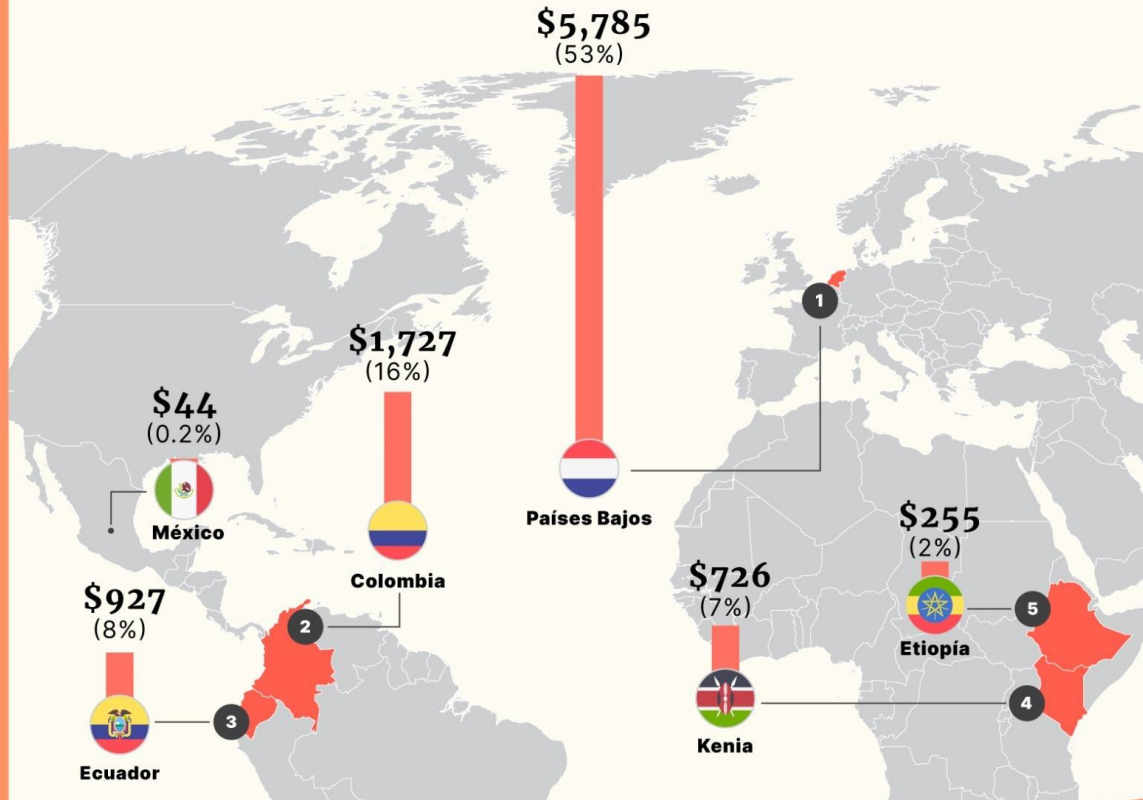 $5,785
(53%)
Países Bajos
1
$1,727
(16%)
Colombia
2
$44
(0.2%)
México
$927
(8%)
Ecuador
3
$726
(7%)
Kenia
4
$255
(2%)
Etiopía
5